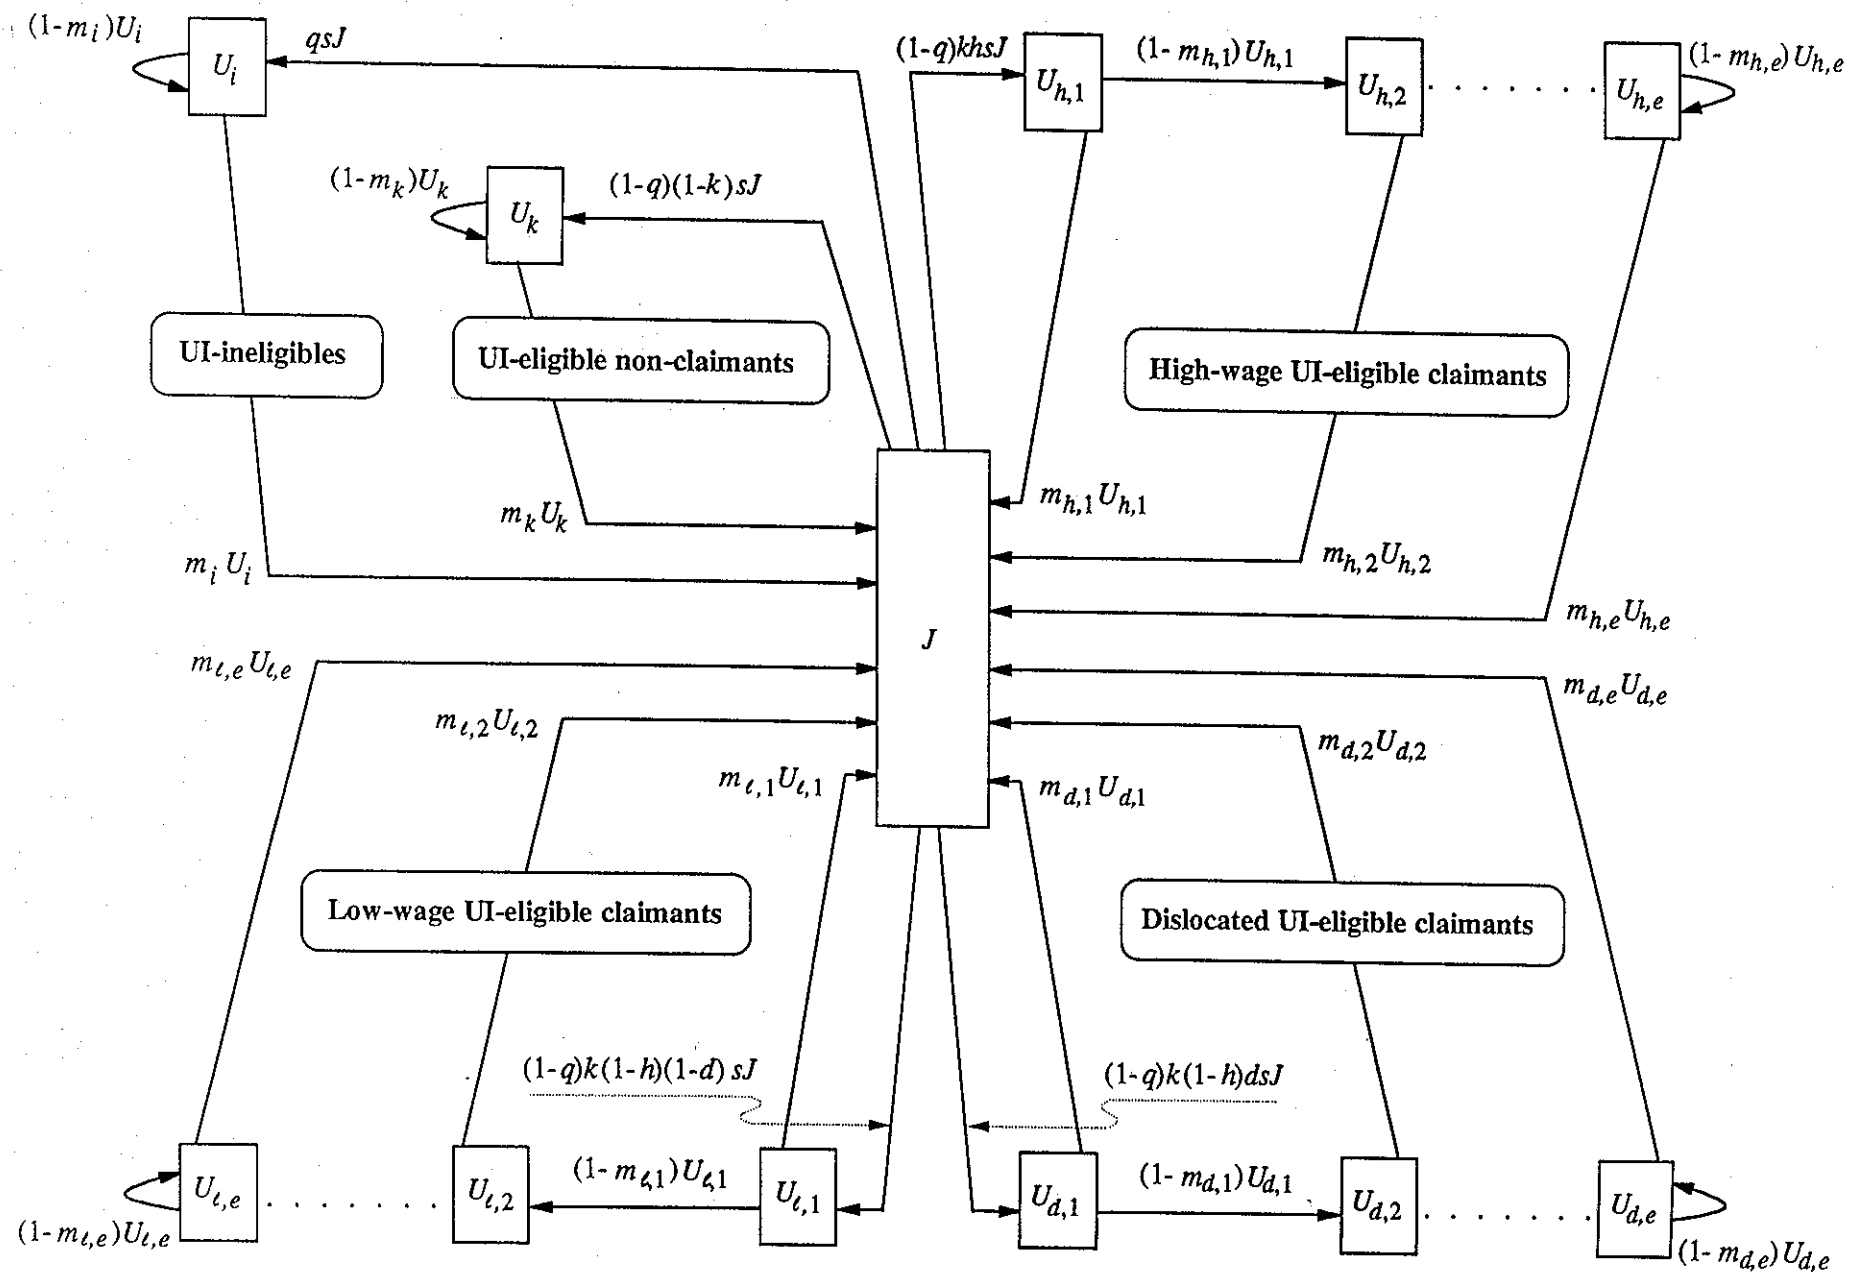 (1-m_i)U_i
U_i
qsJ
(1-q)khsJ
U_{h,1}
(1-m_{h,1})U_{h,1}
U_{h,2}
. . . . . . .
U_{h,e}
(1-m_{h,e})U_{h,e}
(1-m_k)U_k
U_k
(1-q)(1-k)sJ
UI-ineligibles
UI-eligible non-claimants
High-wage UI-eligible claimants
m_{h,1}U_{h,1}
m_kU_k
m_iU_i
m_{h,2}U_{h,2}
m_{h,e}U_{h,e}
J
m_{ℓ,e}U_{ℓ,e}
m_{d,e}U_{d,e}
m_{ℓ,2}U_{ℓ,2}
m_{d,2}U_{d,2}
m_{ℓ,1}U_{ℓ,1}
m_{d,1}U_{d,1}
Low-wage UI-eligible claimants
Dislocated UI-eligible claimants
(1-q)k(1-h)(1-d)sJ
(1-q)k(1-h)dsJ
U_{ℓ,e}
. . . . . . .
U_{ℓ,2}
(1-m_{ℓ,1})U_{ℓ,1}
U_{ℓ,1}
U_{d,1}
(1-m_{d,1})U_{d,1}
U_{d,2}
. . . . . . .
U_{d,e}
(1-m_{ℓ,e})U_{ℓ,e}
(1-m_{d,e})U_{d,e}